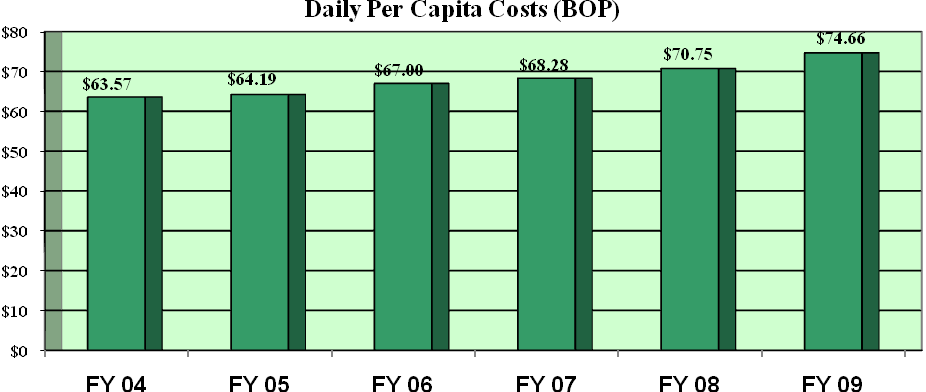 Daily Per Capita Costs (BOP)
$80
$70
$60
$50
$40
$30
$20
$10
$0
$63.57
$64.19
$67.00
$68.28
$70.75
$74.66
FY 04
FY 05
FY 06
FY 07
FY 08
FY 09